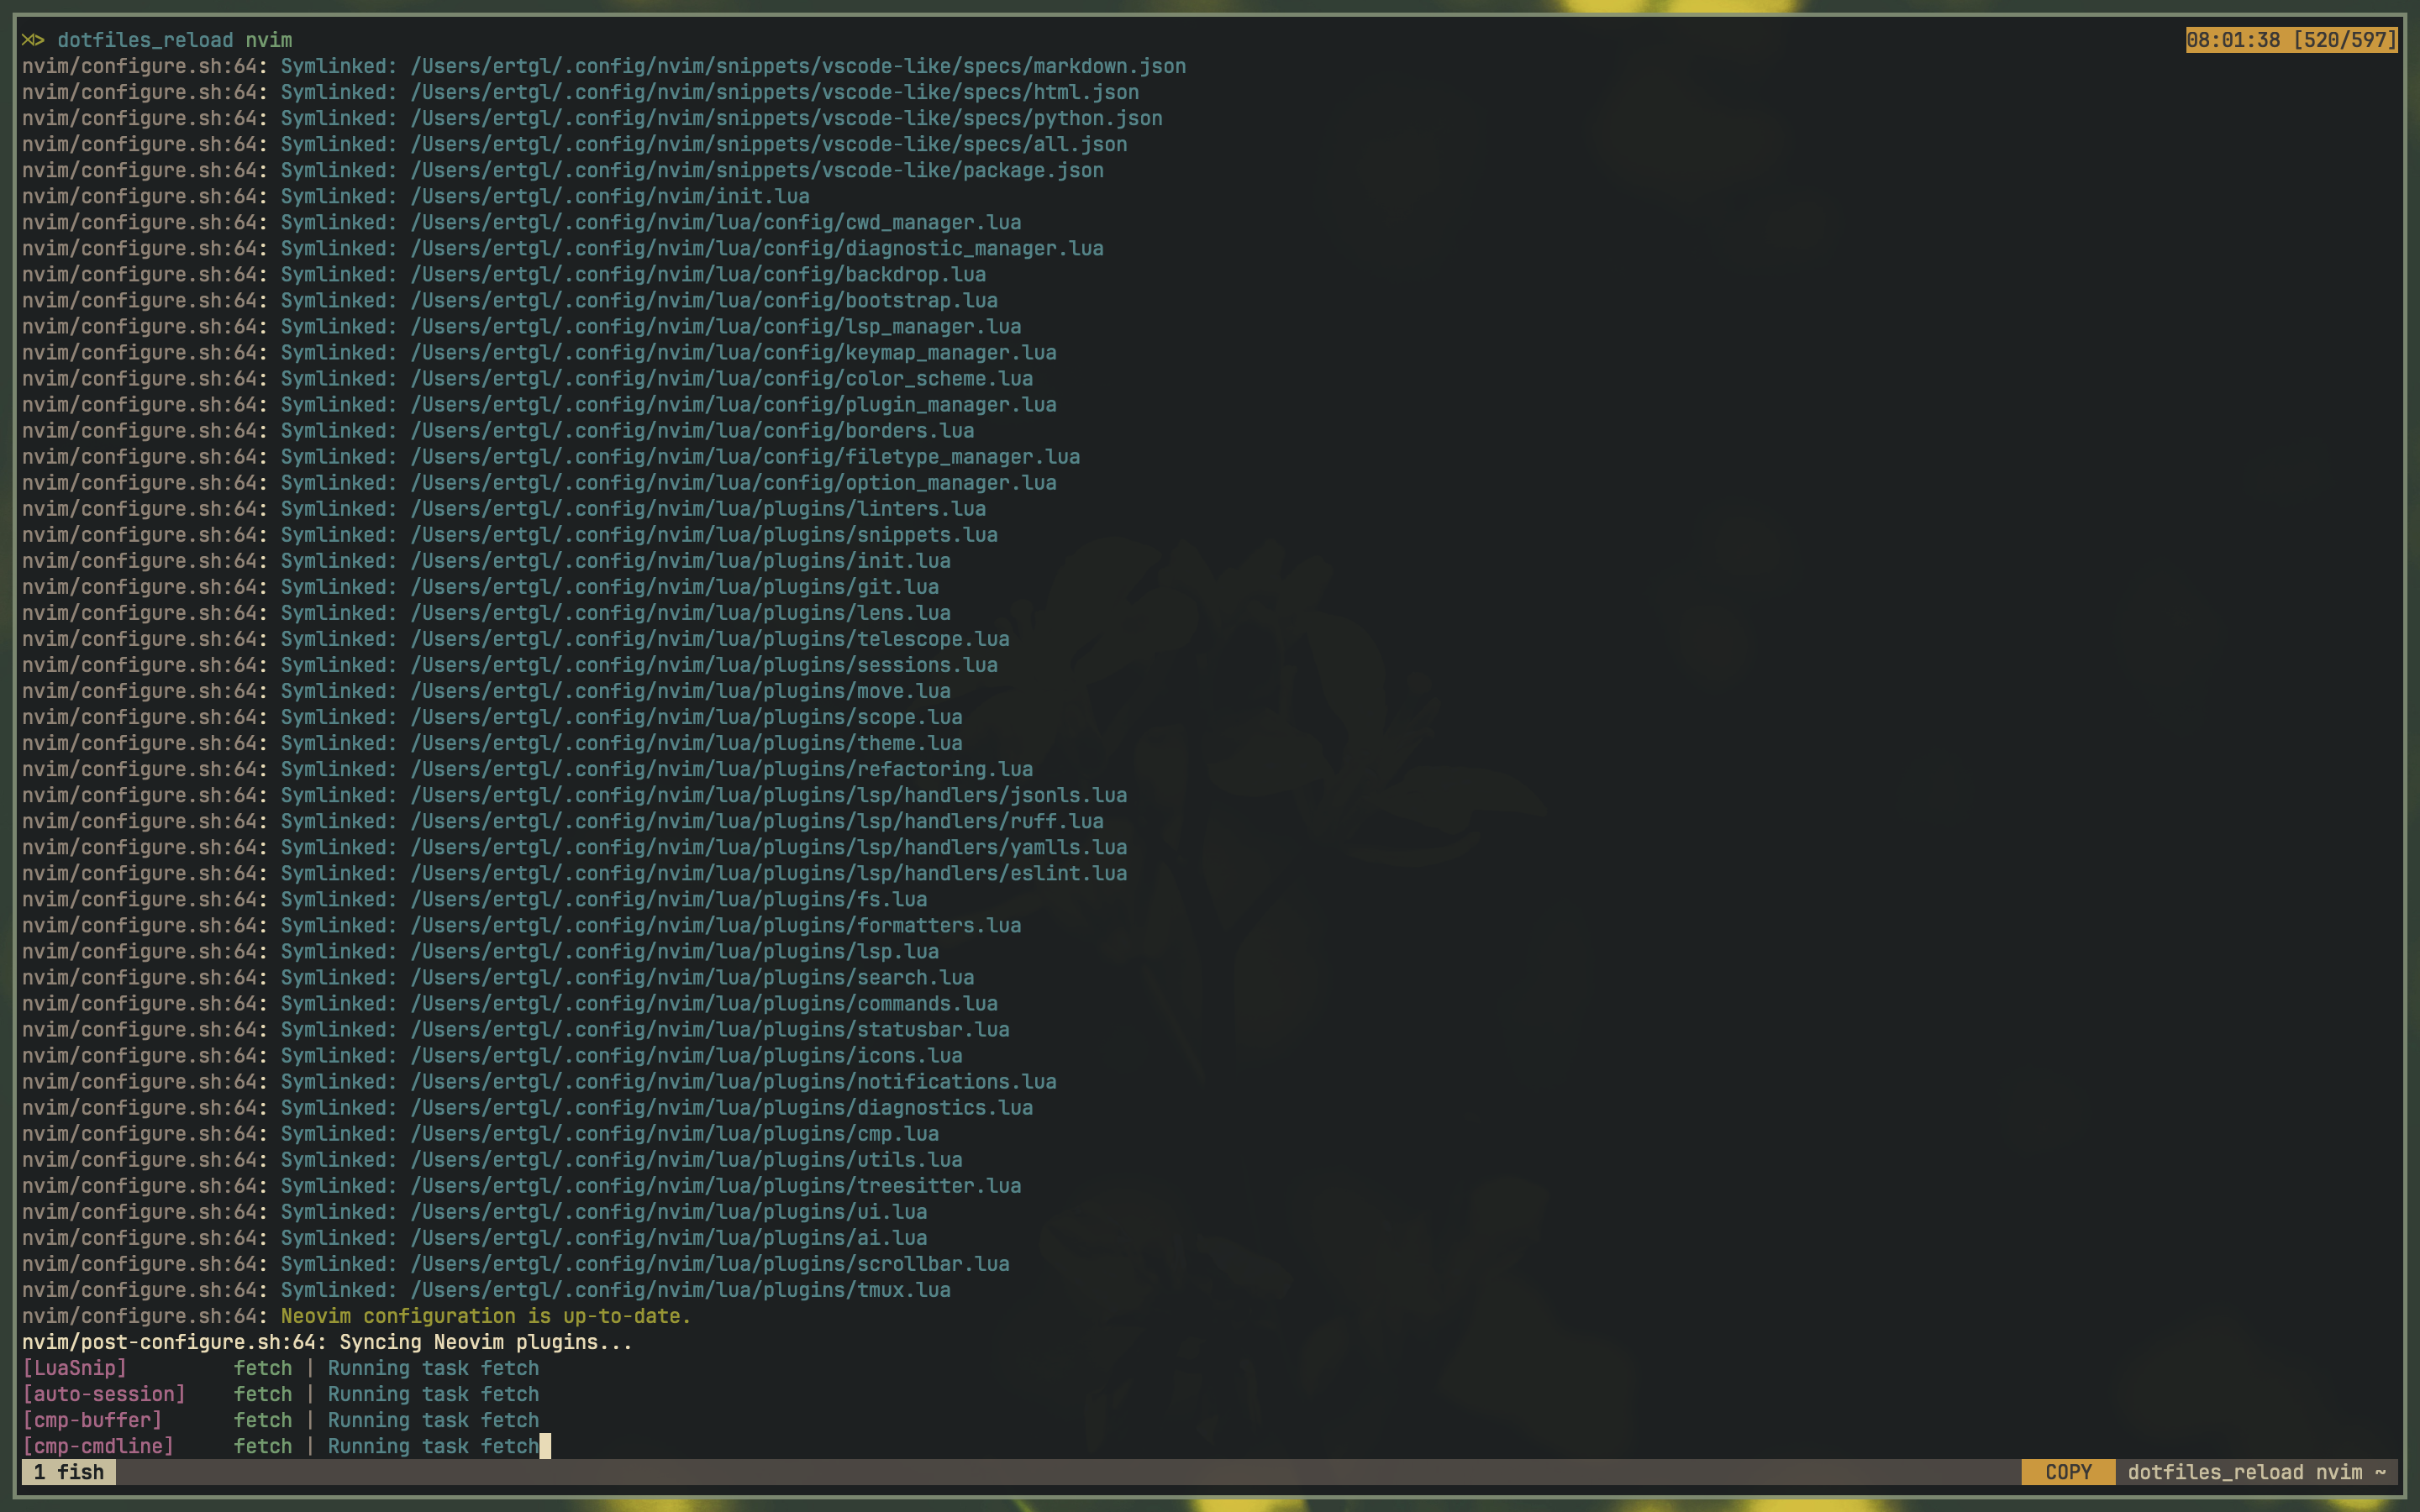 ⋊> dotfiles_reload nvim 08:01:38 [520/597]
nvim/configure.sh:64: Symlinked: /Users/ertgl/.config/nvim/snippets/vscode-like/specs/markdown.json
nvim/configure.sh:64: Symlinked: /Users/ertgl/.config/nvim/snippets/vscode-like/specs/html.json
nvim/configure.sh:64: Symlinked: /Users/ertgl/.config/nvim/snippets/vscode-like/specs/python.json
nvim/configure.sh:64: Symlinked: /Users/ertgl/.config/nvim/snippets/vscode-like/specs/all.json
nvim/configure.sh:64: Symlinked: /Users/ertgl/.config/nvim/snippets/vscode-like/package.json
nvim/configure.sh:64: Symlinked: /Users/ertgl/.config/nvim/init.lua
nvim/configure.sh:64: Symlinked: /Users/ertgl/.config/nvim/lua/config/cwd_manager.lua
nvim/configure.sh:64: Symlinked: /Users/ertgl/.config/nvim/lua/config/diagnostic_manager.lua
nvim/configure.sh:64: Symlinked: /Users/ertgl/.config/nvim/lua/config/backdrop.lua
nvim/configure.sh:64: Symlinked: /Users/ertgl/.config/nvim/lua/config/bootstrap.lua
nvim/configure.sh:64: Symlinked: /Users/ertgl/.config/nvim/lua/config/lsp_manager.lua
nvim/configure.sh:64: Symlinked: /Users/ertgl/.config/nvim/lua/config/keymap_manager.lua
nvim/configure.sh:64: Symlinked: /Users/ertgl/.config/nvim/lua/config/color_scheme.lua
nvim/configure.sh:64: Symlinked: /Users/ertgl/.config/nvim/lua/config/plugin_manager.lua
nvim/configure.sh:64: Symlinked: /Users/ertgl/.config/nvim/lua/config/borders.lua
nvim/configure.sh:64: Symlinked: /Users/ertgl/.config/nvim/lua/config/filetype_manager.lua
nvim/configure.sh:64: Symlinked: /Users/ertgl/.config/nvim/lua/config/option_manager.lua
nvim/configure.sh:64: Symlinked: /Users/ertgl/.config/nvim/lua/plugins/linters.lua
nvim/configure.sh:64: Symlinked: /Users/ertgl/.config/nvim/lua/plugins/snippets.lua
nvim/configure.sh:64: Symlinked: /Users/ertgl/.config/nvim/lua/plugins/init.lua
nvim/configure.sh:64: Symlinked: /Users/ertgl/.config/nvim/lua/plugins/git.lua
nvim/configure.sh:64: Symlinked: /Users/ertgl/.config/nvim/lua/plugins/lens.lua
nvim/configure.sh:64: Symlinked: /Users/ertgl/.config/nvim/lua/plugins/telescope.lua
nvim/configure.sh:64: Symlinked: /Users/ertgl/.config/nvim/lua/plugins/sessions.lua
nvim/configure.sh:64: Symlinked: /Users/ertgl/.config/nvim/lua/plugins/move.lua
nvim/configure.sh:64: Symlinked: /Users/ertgl/.config/nvim/lua/plugins/scope.lua
nvim/configure.sh:64: Symlinked: /Users/ertgl/.config/nvim/lua/plugins/theme.lua
nvim/configure.sh:64: Symlinked: /Users/ertgl/.config/nvim/lua/plugins/refactoring.lua
nvim/configure.sh:64: Symlinked: /Users/ertgl/.config/nvim/lua/plugins/lsp/handlers/jsonls.lua
nvim/configure.sh:64: Symlinked: /Users/ertgl/.config/nvim/lua/plugins/lsp/handlers/ruff.lua
nvim/configure.sh:64: Symlinked: /Users/ertgl/.config/nvim/lua/plugins/lsp/handlers/yamlls.lua
nvim/configure.sh:64: Symlinked: /Users/ertgl/.config/nvim/lua/plugins/lsp/handlers/eslint.lua
nvim/configure.sh:64: Symlinked: /Users/ertgl/.config/nvim/lua/plugins/fs.lua
nvim/configure.sh:64: Symlinked: /Users/ertgl/.config/nvim/lua/plugins/formatters.lua
nvim/configure.sh:64: Symlinked: /Users/ertgl/.config/nvim/lua/plugins/lsp.lua
nvim/configure.sh:64: Symlinked: /Users/ertgl/.config/nvim/lua/plugins/search.lua
nvim/configure.sh:64: Symlinked: /Users/ertgl/.config/nvim/lua/plugins/commands.lua
nvim/configure.sh:64: Symlinked: /Users/ertgl/.config/nvim/lua/plugins/statusbar.lua
nvim/configure.sh:64: Symlinked: /Users/ertgl/.config/nvim/lua/plugins/icons.lua
nvim/configure.sh:64: Symlinked: /Users/ertgl/.config/nvim/lua/plugins/notifications.lua
nvim/configure.sh:64: Symlinked: /Users/ertgl/.config/nvim/lua/plugins/diagnostics.lua
nvim/configure.sh:64: Symlinked: /Users/ertgl/.config/nvim/lua/plugins/cmp.lua
nvim/configure.sh:64: Symlinked: /Users/ertgl/.config/nvim/lua/plugins/utils.lua
nvim/configure.sh:64: Symlinked: /Users/ertgl/.config/nvim/lua/plugins/treesitter.lua
nvim/configure.sh:64: Symlinked: /Users/ertgl/.config/nvim/lua/plugins/ui.lua
nvim/configure.sh:64: Symlinked: /Users/ertgl/.config/nvim/lua/plugins/ai.lua
nvim/configure.sh:64: Symlinked: /Users/ertgl/.config/nvim/lua/plugins/scrollbar.lua
nvim/configure.sh:64: Symlinked: /Users/ertgl/.config/nvim/lua/plugins/tmux.lua
nvim/configure.sh:64: Neovim configuration is up-to-date.
nvim/post-configure.sh:64: Syncing Neovim plugins...
[LuaSnip] fetch | Running task fetch
[auto-session] fetch | Running task fetch
[cmp-buffer] fetch | Running task fetch
[cmp-cmdline] fetch | Running task fetch
1 fish COPY dotfiles_reload nvim ~